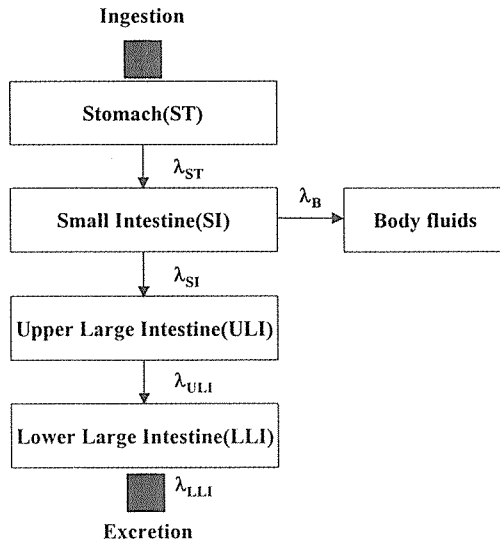 Ingestion
Stomach(ST)
λST
Small Intestine(SI)
λB
Body fluids
λSI
Upper Large Intestine(ULI)
λULI
Lower Large Intestine(LLI)
λLLI
Excretion